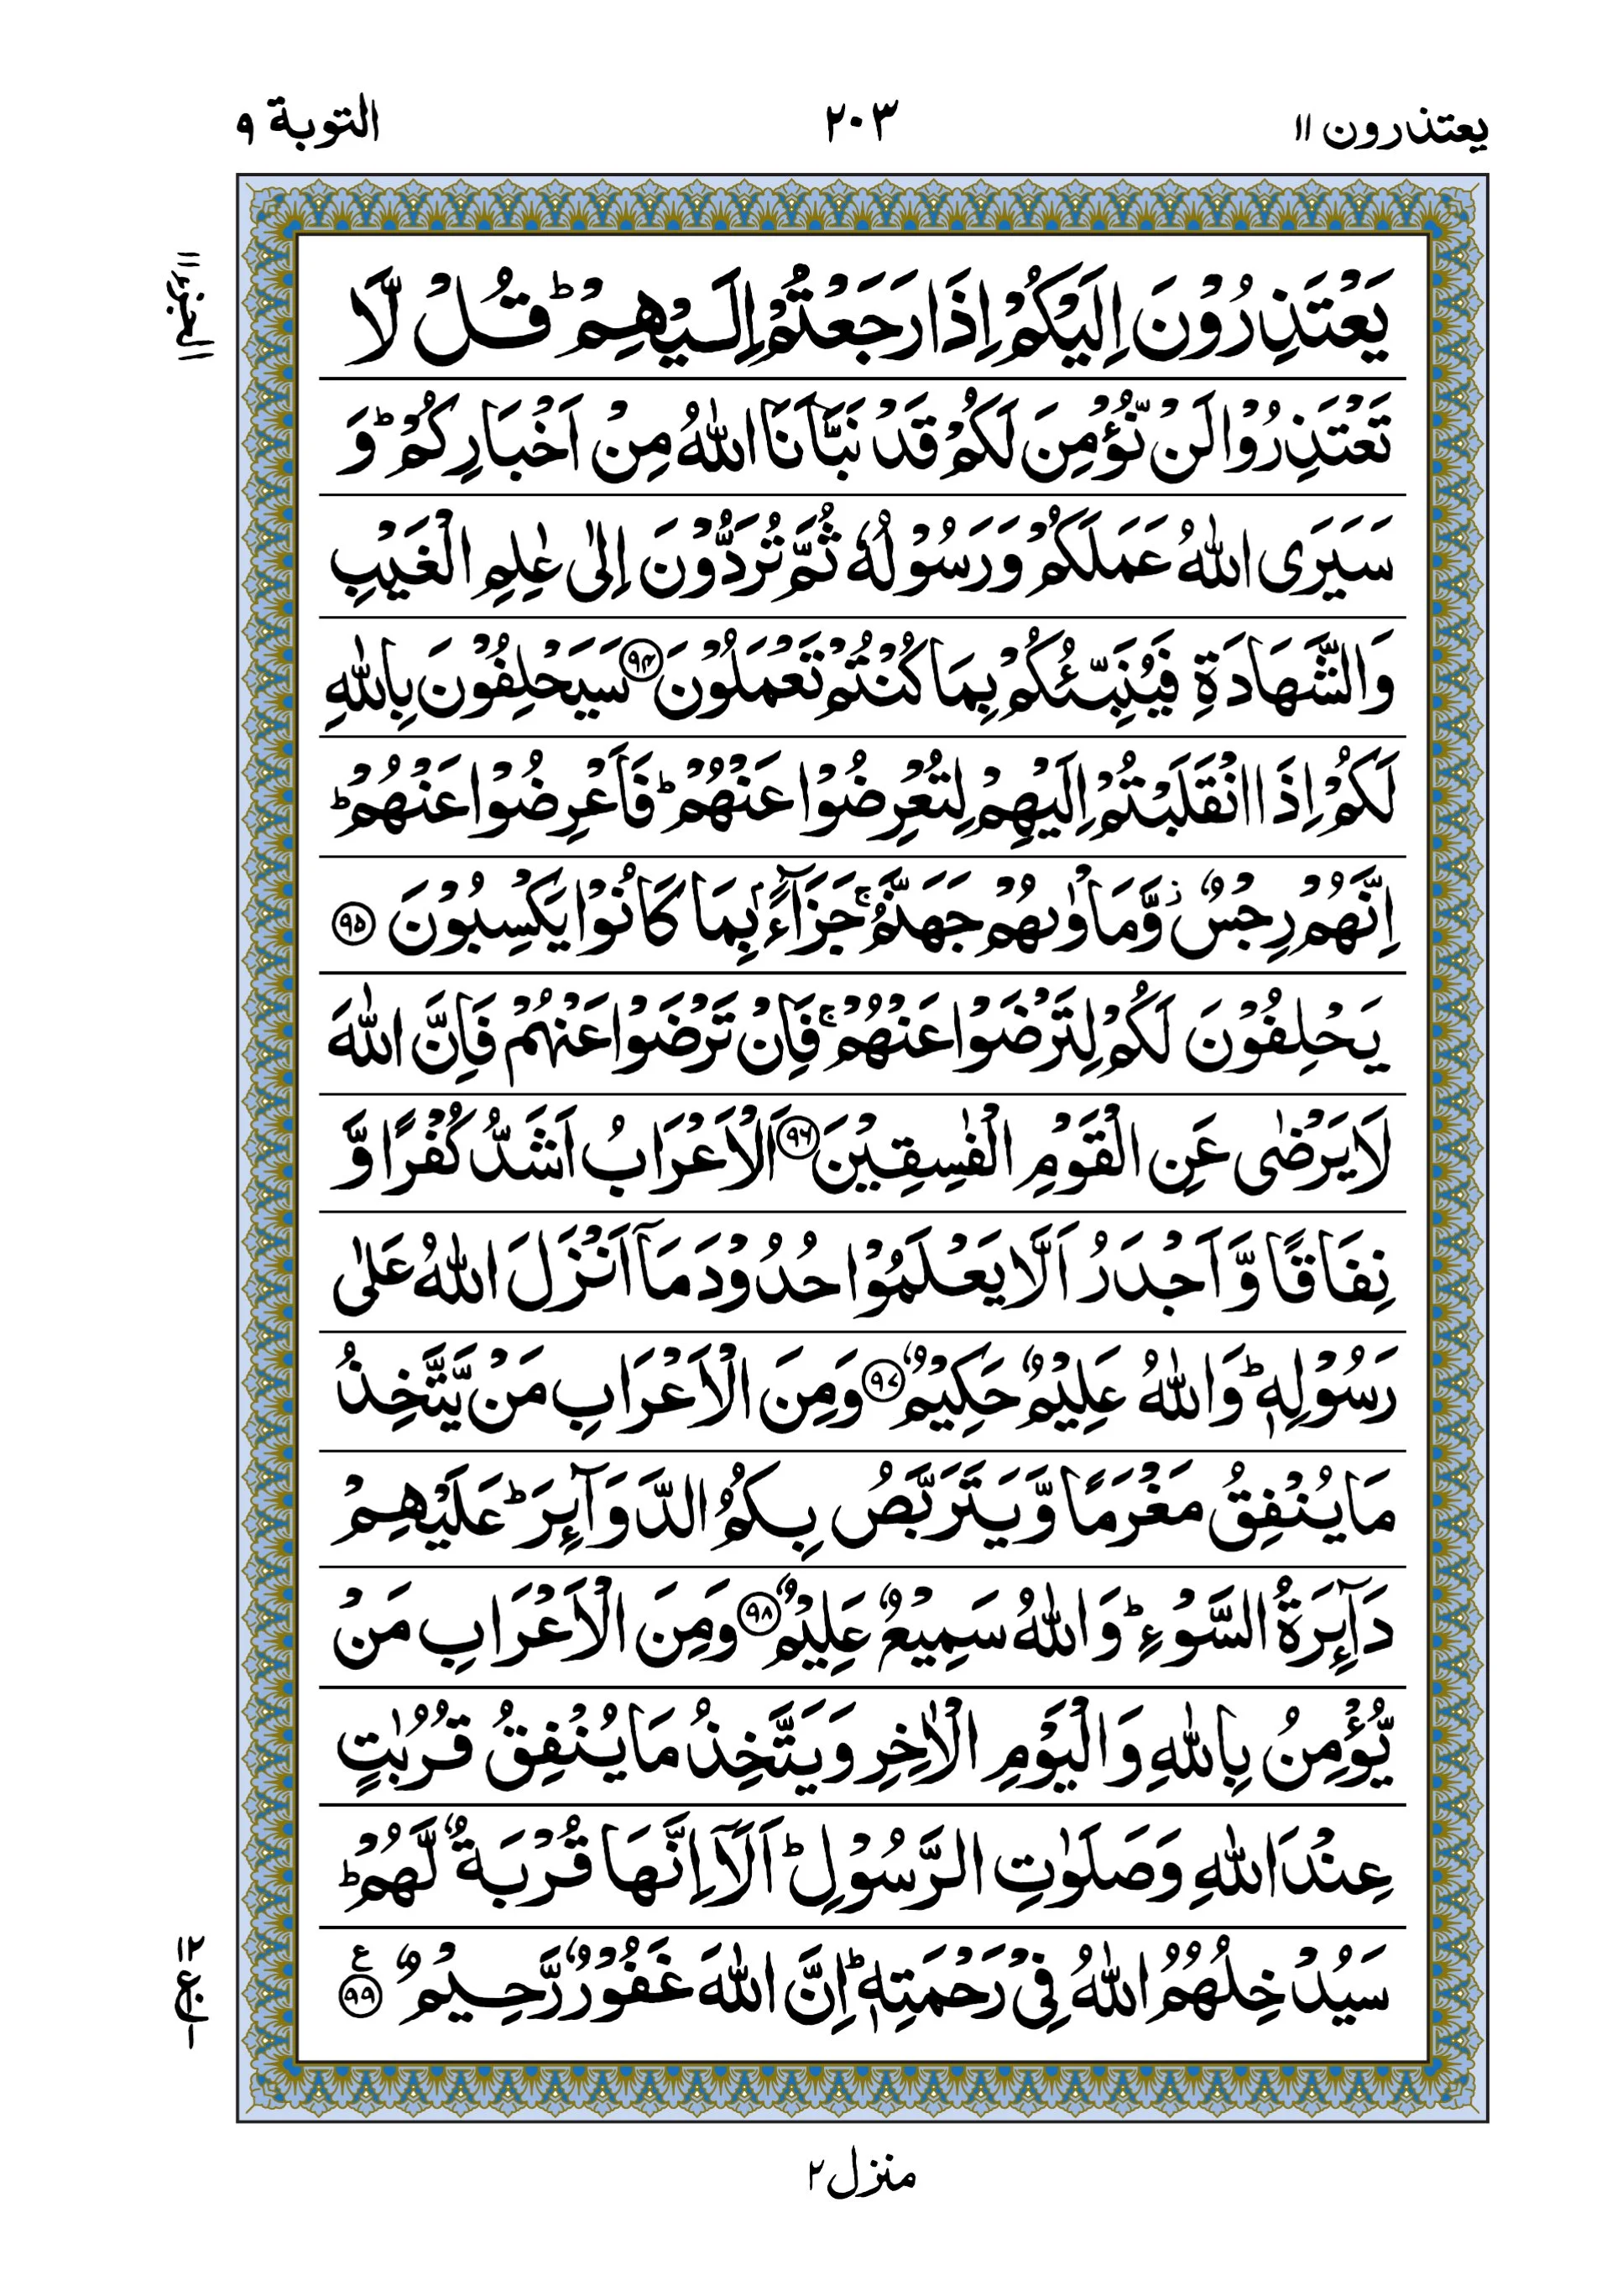 يعتذرون ١١
٢٠٣
التوبة ٩
الجزء ١١
يَعْتَذِرُوْنَ اِلَيْكُمْ اِذَا رَجَعْتُمْ اِلَيْهِمْ ؕ قُلْ لَّا
تَعْتَذِرُوْا لَنْ نُّؤْمِنَ لَكُمْ قَدْ نَبَّاَنَا اللّٰهُ مِنْ اَخْبَارِكُمْ ؕ وَ
سَيَرَى اللّٰهُ عَمَلَكُمْ وَرَسُوْلُهٗ ثُمَّ تُرَدُّوْنَ اِلٰى عٰلِمِ الْغَيْبِ
وَالشَّهَادَةِ فَيُنَبِّئُكُمْ بِمَا كُنْتُمْ تَعْمَلُوْنَ ۝٩٤ سَيَحْلِفُوْنَ بِاللّٰهِ
لَكُمْ اِذَا انْقَلَبْتُمْ اِلَيْهِمْ لِتُعْرِضُوْا عَنْهُمْ ؕ فَاَعْرِضُوْا عَنْهُمْ ؕ
اِنَّهُمْ رِجْسٌ ؗ وَّمَاْوٰىهُمْ جَهَنَّمُ ۚ جَزَآءًۢ بِمَا كَانُوْا يَكْسِبُوْنَ ۝٩٥
يَحْلِفُوْنَ لَكُمْ لِتَرْضَوْا عَنْهُمْ ۚ فَاِنْ تَرْضَوْا عَنْهُمْ فَاِنَّ اللّٰهَ
لَا يَرْضٰى عَنِ الْقَوْمِ الْفٰسِقِيْنَ ۝٩٦ اَلْاَعْرَابُ اَشَدُّ كُفْرًا وَّ
نِفَاقًا وَّاَجْدَرُ اَلَّا يَعْلَمُوْا حُدُوْدَ مَاۤ اَنْزَلَ اللّٰهُ عَلٰى
رَسُوْلِهٖ ؕ وَاللّٰهُ عَلِيْمٌ حَكِيْمٌ ۝٩٧ وَمِنَ الْاَعْرَابِ مَنْ يَّتَّخِذُ
مَا يُنْفِقُ مَغْرَمًا وَّيَتَرَبَّصُ بِكُمُ الدَّوَآئِرَ ؕ عَلَيْهِمْ
دَآئِرَةُ السَّوْءِ ؕ وَاللّٰهُ سَمِيْعٌ عَلِيْمٌ ۝٩٨ وَمِنَ الْاَعْرَابِ مَنْ
يُّؤْمِنُ بِاللّٰهِ وَالْيَوْمِ الْاٰخِرِ وَيَتَّخِذُ مَا يُنْفِقُ قُرُبٰتٍ
عِنْدَ اللّٰهِ وَصَلَوٰتِ الرَّسُوْلِ ؕ اَلَاۤ اِنَّهَا قُرْبَةٌ لَّهُمْ ؕ
سَيُدْخِلُهُمُ اللّٰهُ فِيْ رَحْمَتِهٖ ؕ اِنَّ اللّٰهَ غَفُوْرٌ رَّحِيْمٌ ۝٩٩ ع
١٢
ع
١
منزل ٢